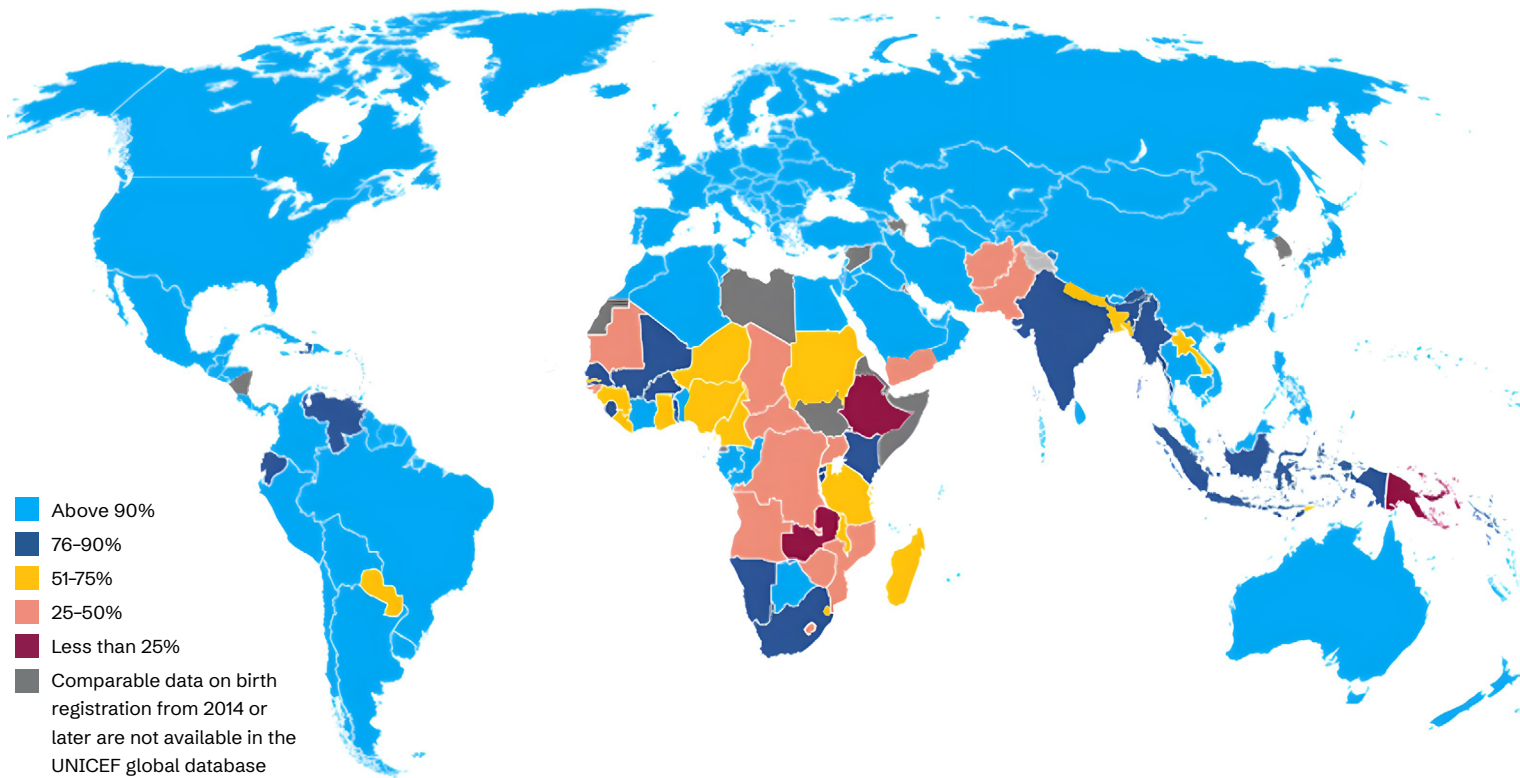 Above 90%
76–90%
51–75%
25–50%
Less than 25%
Comparable data on birth
registration from 2014 or
later are not available in the
UNICEF global database